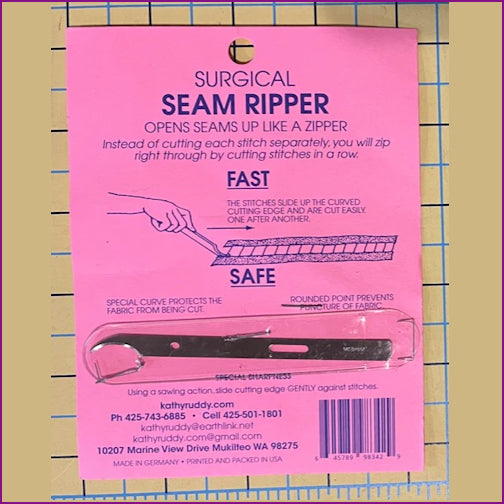 SURGICAL
SEAM RIPPER
OPENS SEAMS UP LIKE A ZIPPER
Instead of cutting each stitch separately, you will zip
right through by cutting stitches in a row.
FAST
THE STITCHES SLIDE UP THE CURVED
CUTTING EDGE AND ARE CUT EASILY.
ONE AFTER ANOTHER.
SAFE
SPECIAL CURVE PROTECTS THE
FABRIC FROM BEING CUT.
ROUNDED POINT PREVENTS
PUNCTURE OF FABRIC.
SPECIAL SHARPNESS
Using a sawing action, slide cutting edge GENTLY against stitches.
kathyruddy.com
Ph 425-743-6885 • Cell 425-501-1801
kathyruddy@earthlink.net
kathyruddy.com@gmail.com
10207 Marine View Drive Mukilteo WA 98275
MADE IN GERMANY • PRINTED AND PACKED IN USA
6 45789 98342 9